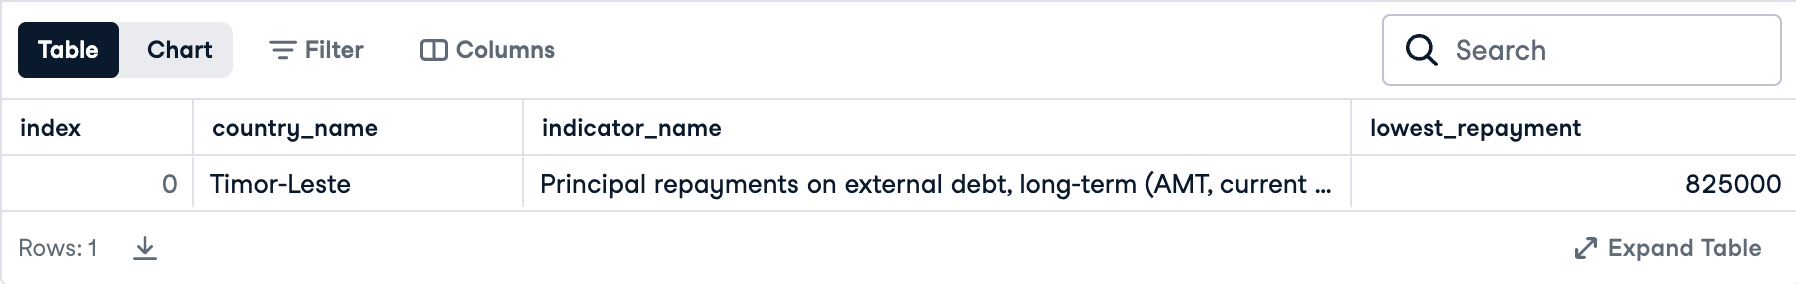 Table Chart Filter Columns Search
index country_name indicator_name lowest_repayment
0 Timor-Leste Principal repayments on external debt, long-term (AMT, current ... 825000
Rows: 1 Expand Table